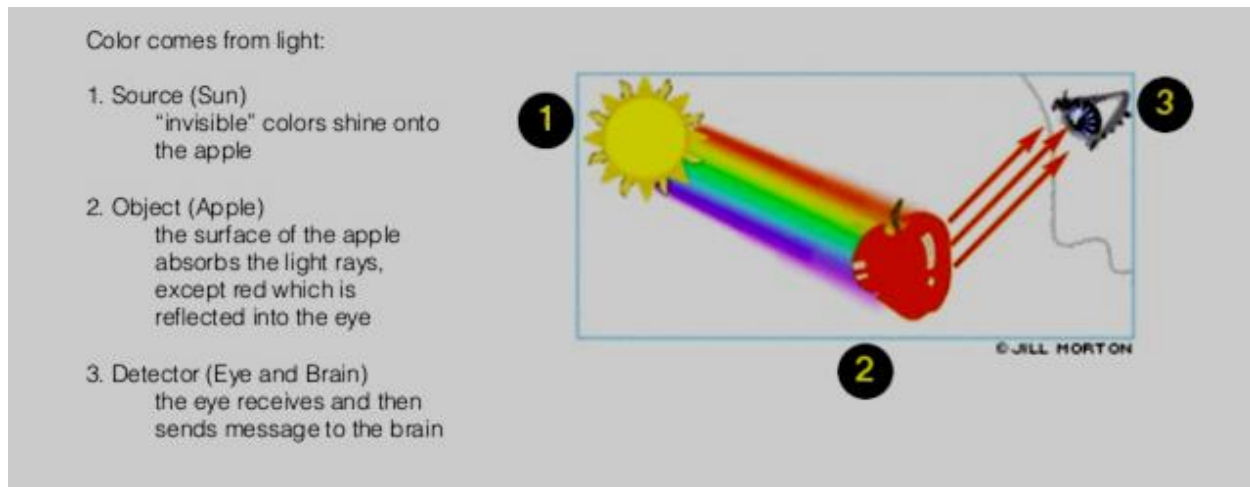 Color comes from light:
1. Source (Sun)
"invisible" colors shine onto
the apple
2. Object (Apple)
the surface of the apple
absorbs the light rays,
except red which is
reflected into the eye
3. Detector (Eye and Brain)
the eye receives and then
sends message to the brain
1
3
©JILL MORTON
2